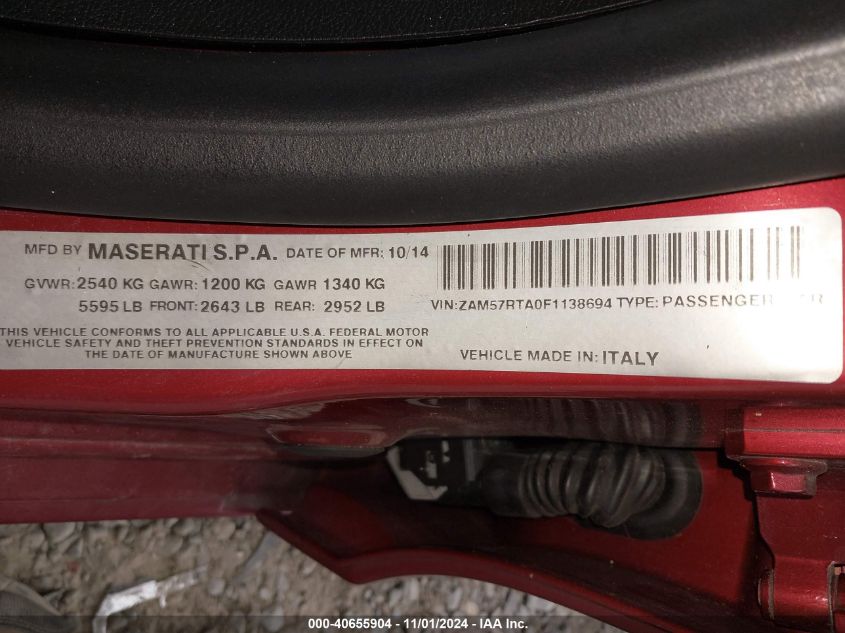 MFD BY MASERATI S.P.A. DATE OF MFR: 10/14
GVWR: 2540 KG GAWR: 1200 KG GAWR 1340 KG
5595 LB FRONT: 2643 LB REAR: 2952 LB
THIS VEHICLE CONFORMS TO ALL APPLICABLE U.S.A. FEDERAL MOTOR
VEHICLE SAFETY AND THEFT PREVENTION STANDARDS IN EFFECT ON
THE DATE OF MANUFACTURE SHOWN ABOVE
VIN: ZAM57RTA0F1138694 TYPE: PASSENGER
VEHICLE MADE IN: ITALY
000-40655904 - 11/01/2024 - IAA Inc.